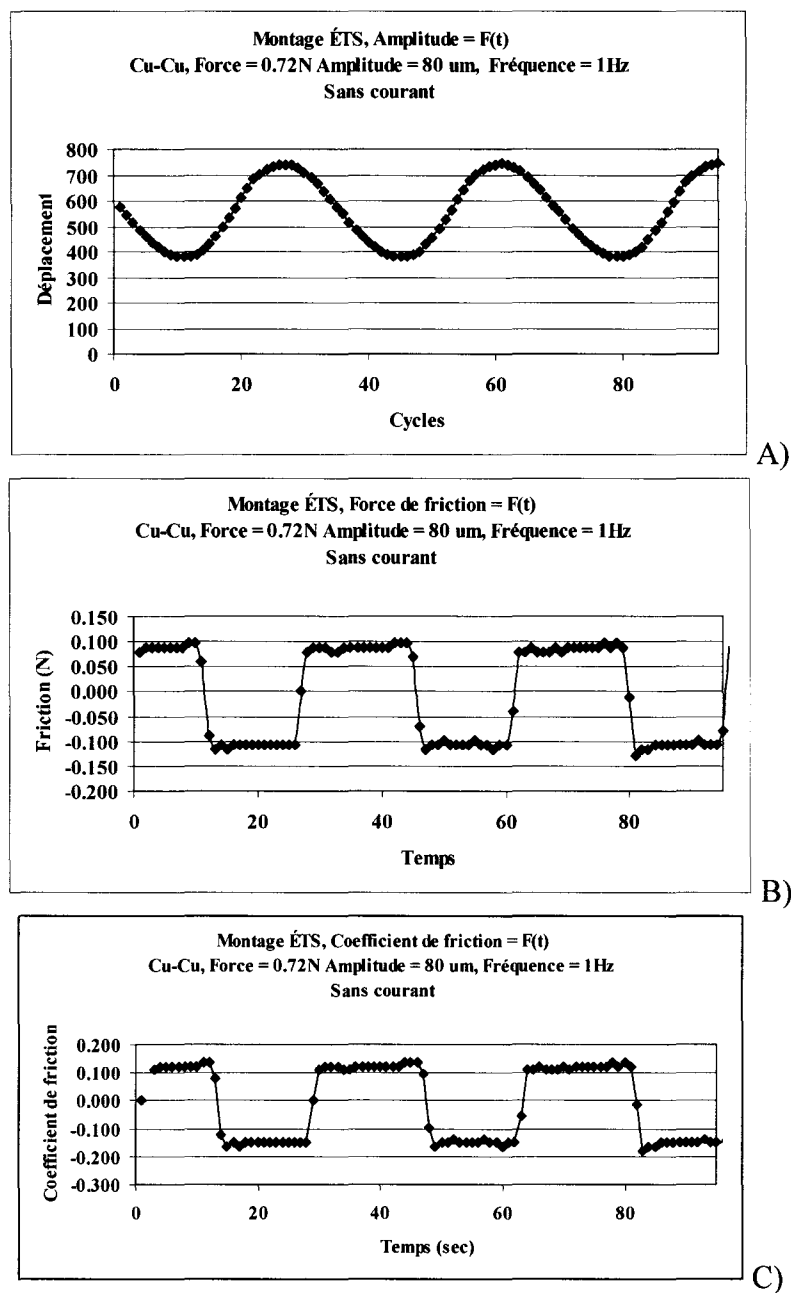 Montage ÉTS, Amplitude = F(t)
Cu-Cu, Force = 0.72N Amplitude = 80 um, Fréquence = 1Hz
Sans courant
800
700
600
500
400
300
200
100
0
Déplacement
0 20 40 60 80
Cycles
A)
Montage ÉTS, Force de friction = F(t)
Cu-Cu, Force = 0.72N Amplitude = 80 um, Fréquence = 1Hz
Sans courant
0.150
0.100
0.050
0.000
-0.050
-0.100
-0.150
-0.200
Friction (N)
0 20 40 60 80
Temps
B)
Montage ÉTS, Coefficient de friction = F(t)
Cu-Cu, Force = 0.72N Amplitude = 80 um, Fréquence = 1Hz
Sans courant
0.200
0.100
0.000
-0.100
-0.200
-0.300
Coefficient de friction
0 20 40 60 80
Temps (sec)
C)